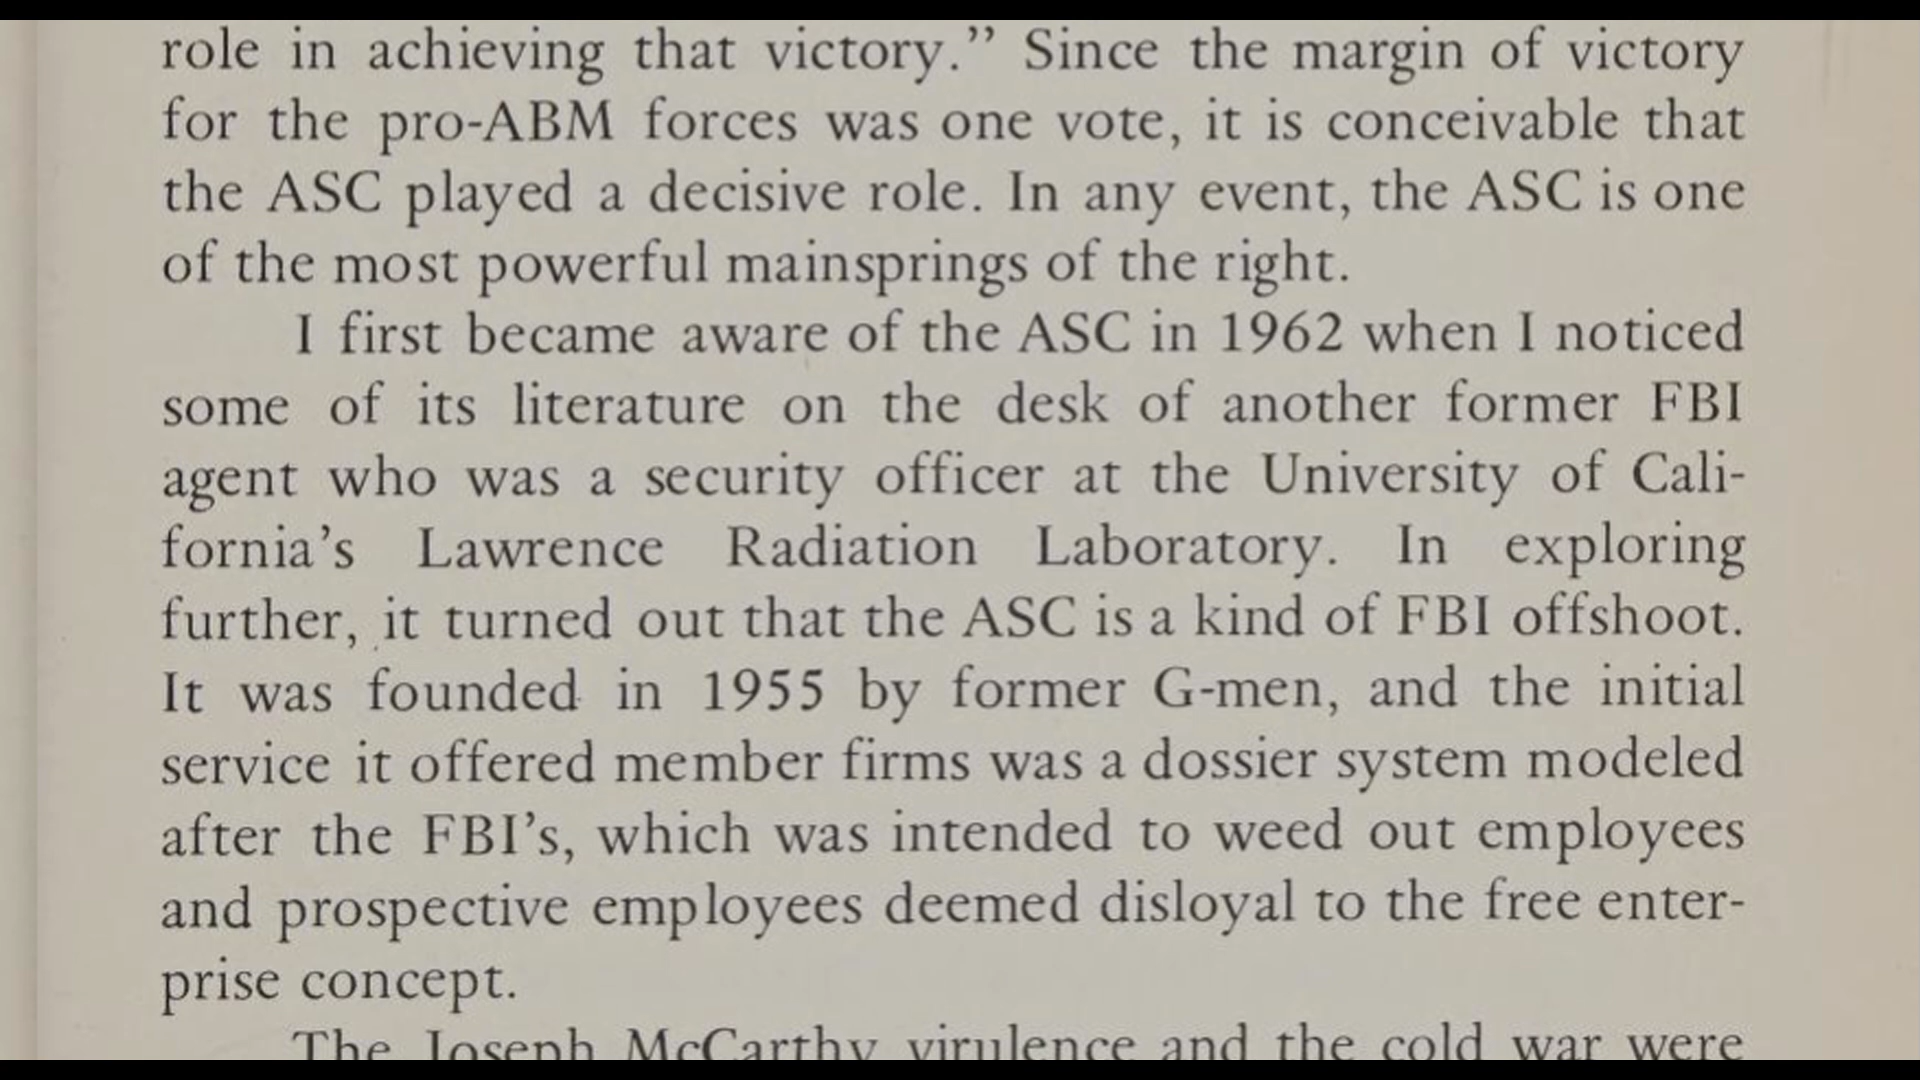 role in achieving that victory.” Since the margin of victory
for the pro-ABM forces was one vote, it is conceivable that
the ASC played a decisive role. In any event, the ASC is one
of the most powerful mainsprings of the right.
I first became aware of the ASC in 1962 when I noticed
some of its literature on the desk of another former FBI
agent who was a security officer at the University of Cali-
fornia’s Lawrence Radiation Laboratory. In exploring
further, it turned out that the ASC is a kind of FBI offshoot.
It was founded in 1955 by former G-men, and the initial
service it offered member firms was a dossier system modeled
after the FBI’s, which was intended to weed out employees
and prospective employees deemed disloyal to the free enter-
prise concept.
The Joseph McCarthy virulence and the cold war were